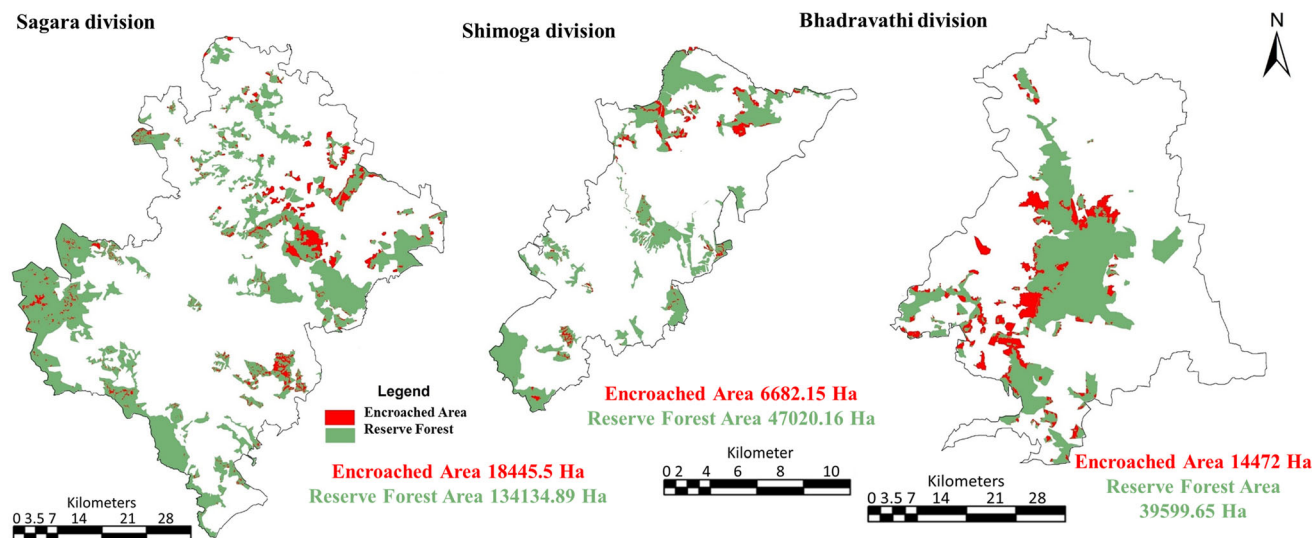 Sagara division
Shimoga division
Bhadravathi division
N
Legend
Encroached Area
Reserve Forest
Encroached Area 18445.5 Ha
Reserve Forest Area 134134.89 Ha
Kilometers
0 3.5 7 14 21 28
Encroached Area 6682.15 Ha
Reserve Forest Area 47020.16 Ha
Kilometer
0 2 4 6 8 10
Encroached Area 14472 Ha
Reserve Forest Area
39599.65 Ha
Kilometers
0 3.5 7 14 21 28